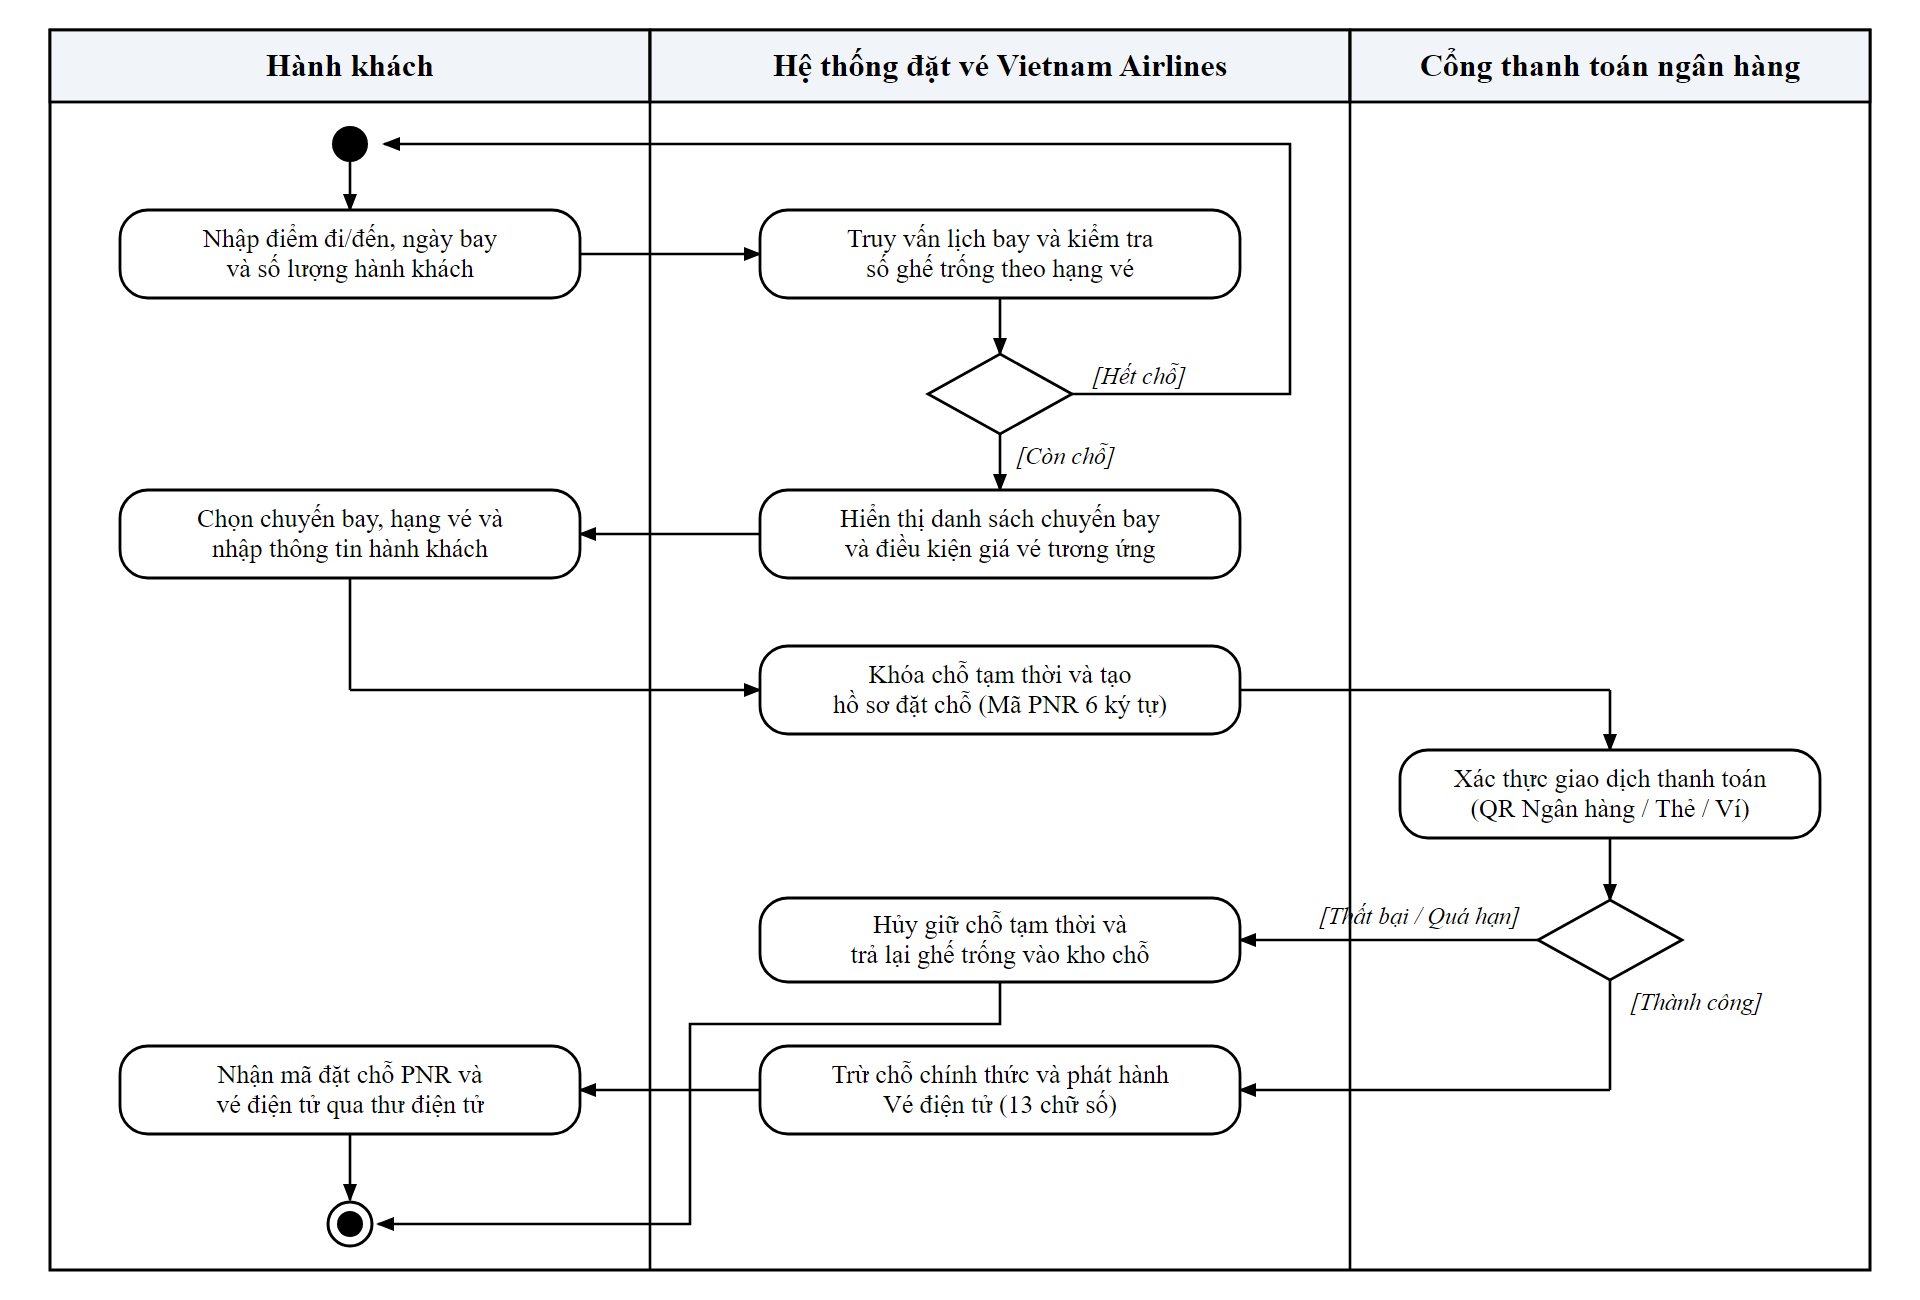 Hành khách
Hệ thống đặt vé Vietnam Airlines
Cổng thanh toán ngân hàng
Nhập điểm đi/đến, ngày bay
và số lượng hành khách
Truy vấn lịch bay và kiểm tra
số ghế trống theo hạng vé
[Hết chỗ]
[Còn chỗ]
Chọn chuyến bay, hạng vé và
nhập thông tin hành khách
Hiển thị danh sách chuyến bay
và điều kiện giá vé tương ứng
Khóa chỗ tạm thời và tạo
hồ sơ đặt chỗ (Mã PNR 6 ký tự)
Xác thực giao dịch thanh toán
(QR Ngân hàng / Thẻ / Ví)
Hủy giữ chỗ tạm thời và
trả lại ghế trống vào kho chỗ
[Thất bại / Quá hạn]
[Thành công]
Nhận mã đặt chỗ PNR và
vé điện tử qua thư điện tử
Trừ chỗ chính thức và phát hành
Vé điện tử (13 chữ số)